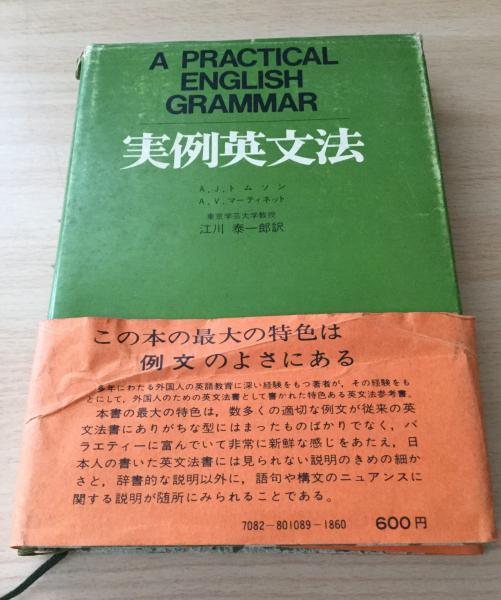 A PRACTICAL
ENGLISH
GRAMMAR
実例英文法
A.J.トムソン
A.V.マーティネット
東京学芸大学教授
江川 泰一郎訳
この本の最大の特色は
例文のよさにある
多年にわたる外国人の英語教育に深い経験をもつ著者が，その経験をも
とにして，外国人のための英文法書として書かれた特色ある英文法参考書。
本書の最大の特色は，数多くの適切な例文が従来の英
文法書にありがちな型にはまったものばかりでなく，バ
ラエティーに富んでいて非常に新鮮な感じをあたえ，日
本人の書いた英文法書には見られない説明のきめの細か
さと，辞書的な説明以外に，語句や構文のニュアンスに
関する説明が随所にみられることである。
7082-801089-1860 600円